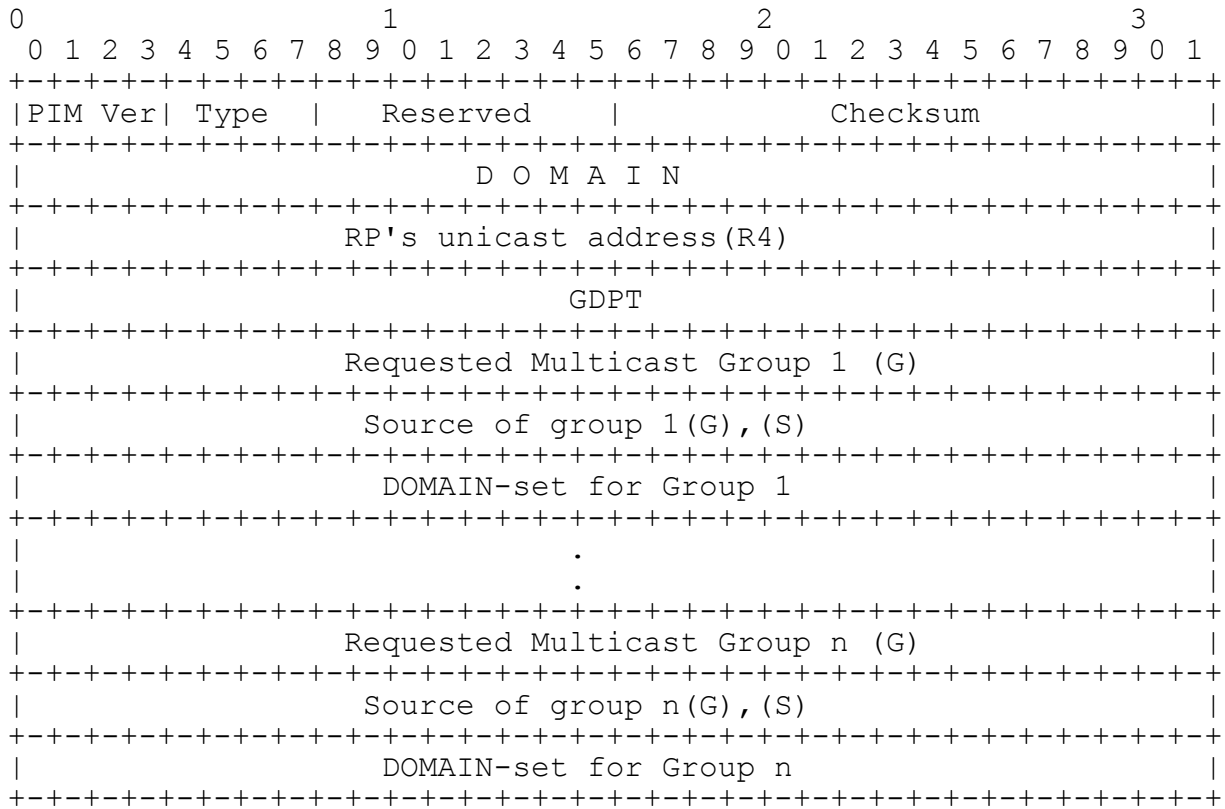 0                   1                   2                   3
 0 1 2 3 4 5 6 7 8 9 0 1 2 3 4 5 6 7 8 9 0 1 2 3 4 5 6 7 8 9 0 1
+-+-+-+-+-+-+-+-+-+-+-+-+-+-+-+-+-+-+-+-+-+-+-+-+-+-+-+-+-+-+-+-+
|PIM Ver| Type  |   Reserved    |           Checksum            |
+-+-+-+-+-+-+-+-+-+-+-+-+-+-+-+-+-+-+-+-+-+-+-+-+-+-+-+-+-+-+-+-+
|                        D O M A I N                            |
+-+-+-+-+-+-+-+-+-+-+-+-+-+-+-+-+-+-+-+-+-+-+-+-+-+-+-+-+-+-+-+-+
|                 RP's unicast address(R4)                      |
+-+-+-+-+-+-+-+-+-+-+-+-+-+-+-+-+-+-+-+-+-+-+-+-+-+-+-+-+-+-+-+-+
|                             GDPT                              |
+-+-+-+-+-+-+-+-+-+-+-+-+-+-+-+-+-+-+-+-+-+-+-+-+-+-+-+-+-+-+-+-+
|                 Requested Multicast Group 1 (G)               |
+-+-+-+-+-+-+-+-+-+-+-+-+-+-+-+-+-+-+-+-+-+-+-+-+-+-+-+-+-+-+-+-+
|                  Source of group 1(G),(S)                     |
+-+-+-+-+-+-+-+-+-+-+-+-+-+-+-+-+-+-+-+-+-+-+-+-+-+-+-+-+-+-+-+-+
|                   DOMAIN-set for Group 1                      |
+-+-+-+-+-+-+-+-+-+-+-+-+-+-+-+-+-+-+-+-+-+-+-+-+-+-+-+-+-+-+-+-+
|                             .                                 |
|                             .                                 |
+-+-+-+-+-+-+-+-+-+-+-+-+-+-+-+-+-+-+-+-+-+-+-+-+-+-+-+-+-+-+-+-+
|                 Requested Multicast Group n (G)               |
+-+-+-+-+-+-+-+-+-+-+-+-+-+-+-+-+-+-+-+-+-+-+-+-+-+-+-+-+-+-+-+-+
|                  Source of group n(G),(S)                     |
+-+-+-+-+-+-+-+-+-+-+-+-+-+-+-+-+-+-+-+-+-+-+-+-+-+-+-+-+-+-+-+-+
|                   DOMAIN-set for Group n                      |
+-+-+-+-+-+-+-+-+-+-+-+-+-+-+-+-+-+-+-+-+-+-+-+-+-+-+-+-+-+-+-+-+